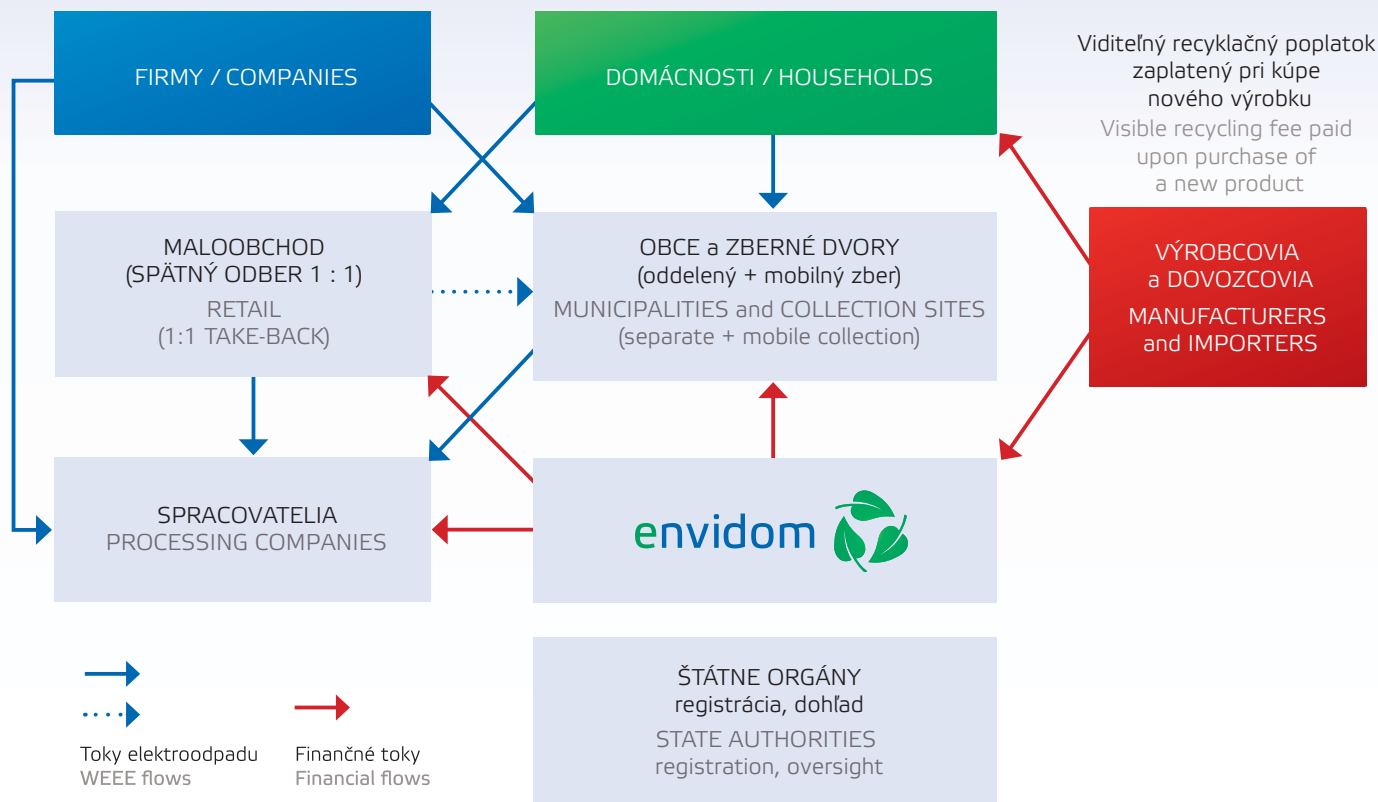 FIRMY / COMPANIES
DOMÁCNOSTI / HOUSEHOLDS
Viditeľný recyklačný poplatok
zaplatený pri kúpe
nového výrobku
Visible recycling fee paid
upon purchase of
a new product
MALOOBCHOD
(SPÄTNÝ ODBER 1 : 1)
RETAIL
(1:1 TAKE-BACK)
OBCE a ZBERNÉ DVORY
(oddelený + mobilný zber)
MUNICIPALITIES and COLLECTION SITES
(separate + mobile collection)
VÝROBCOVIA
a DOVOZCOVIA
MANUFACTURERS
and IMPORTERS
SPRACOVATELIA
PROCESSING COMPANIES
envidom
ŠTÁTNE ORGÁNY
registrácia, dohľad
STATE AUTHORITIES
registration, oversight
Toky elektroodpadu
WEEE flows
Finančné toky
Financial flows